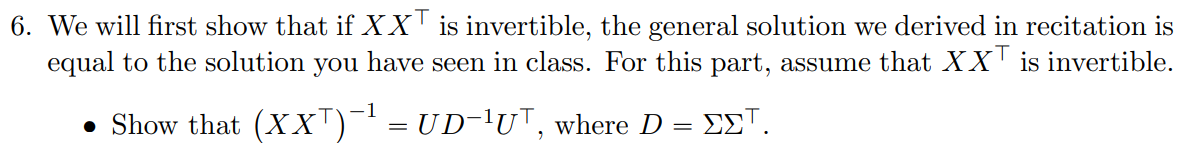 6. We will first show that if XX⊤ is invertible, the general solution we derived in recitation is
equal to the solution you have seen in class. For this part, assume that XX⊤ is invertible.
• Show that (XX⊤)⁻¹ = UD⁻¹U⊤, where D = ΣΣ⊤.